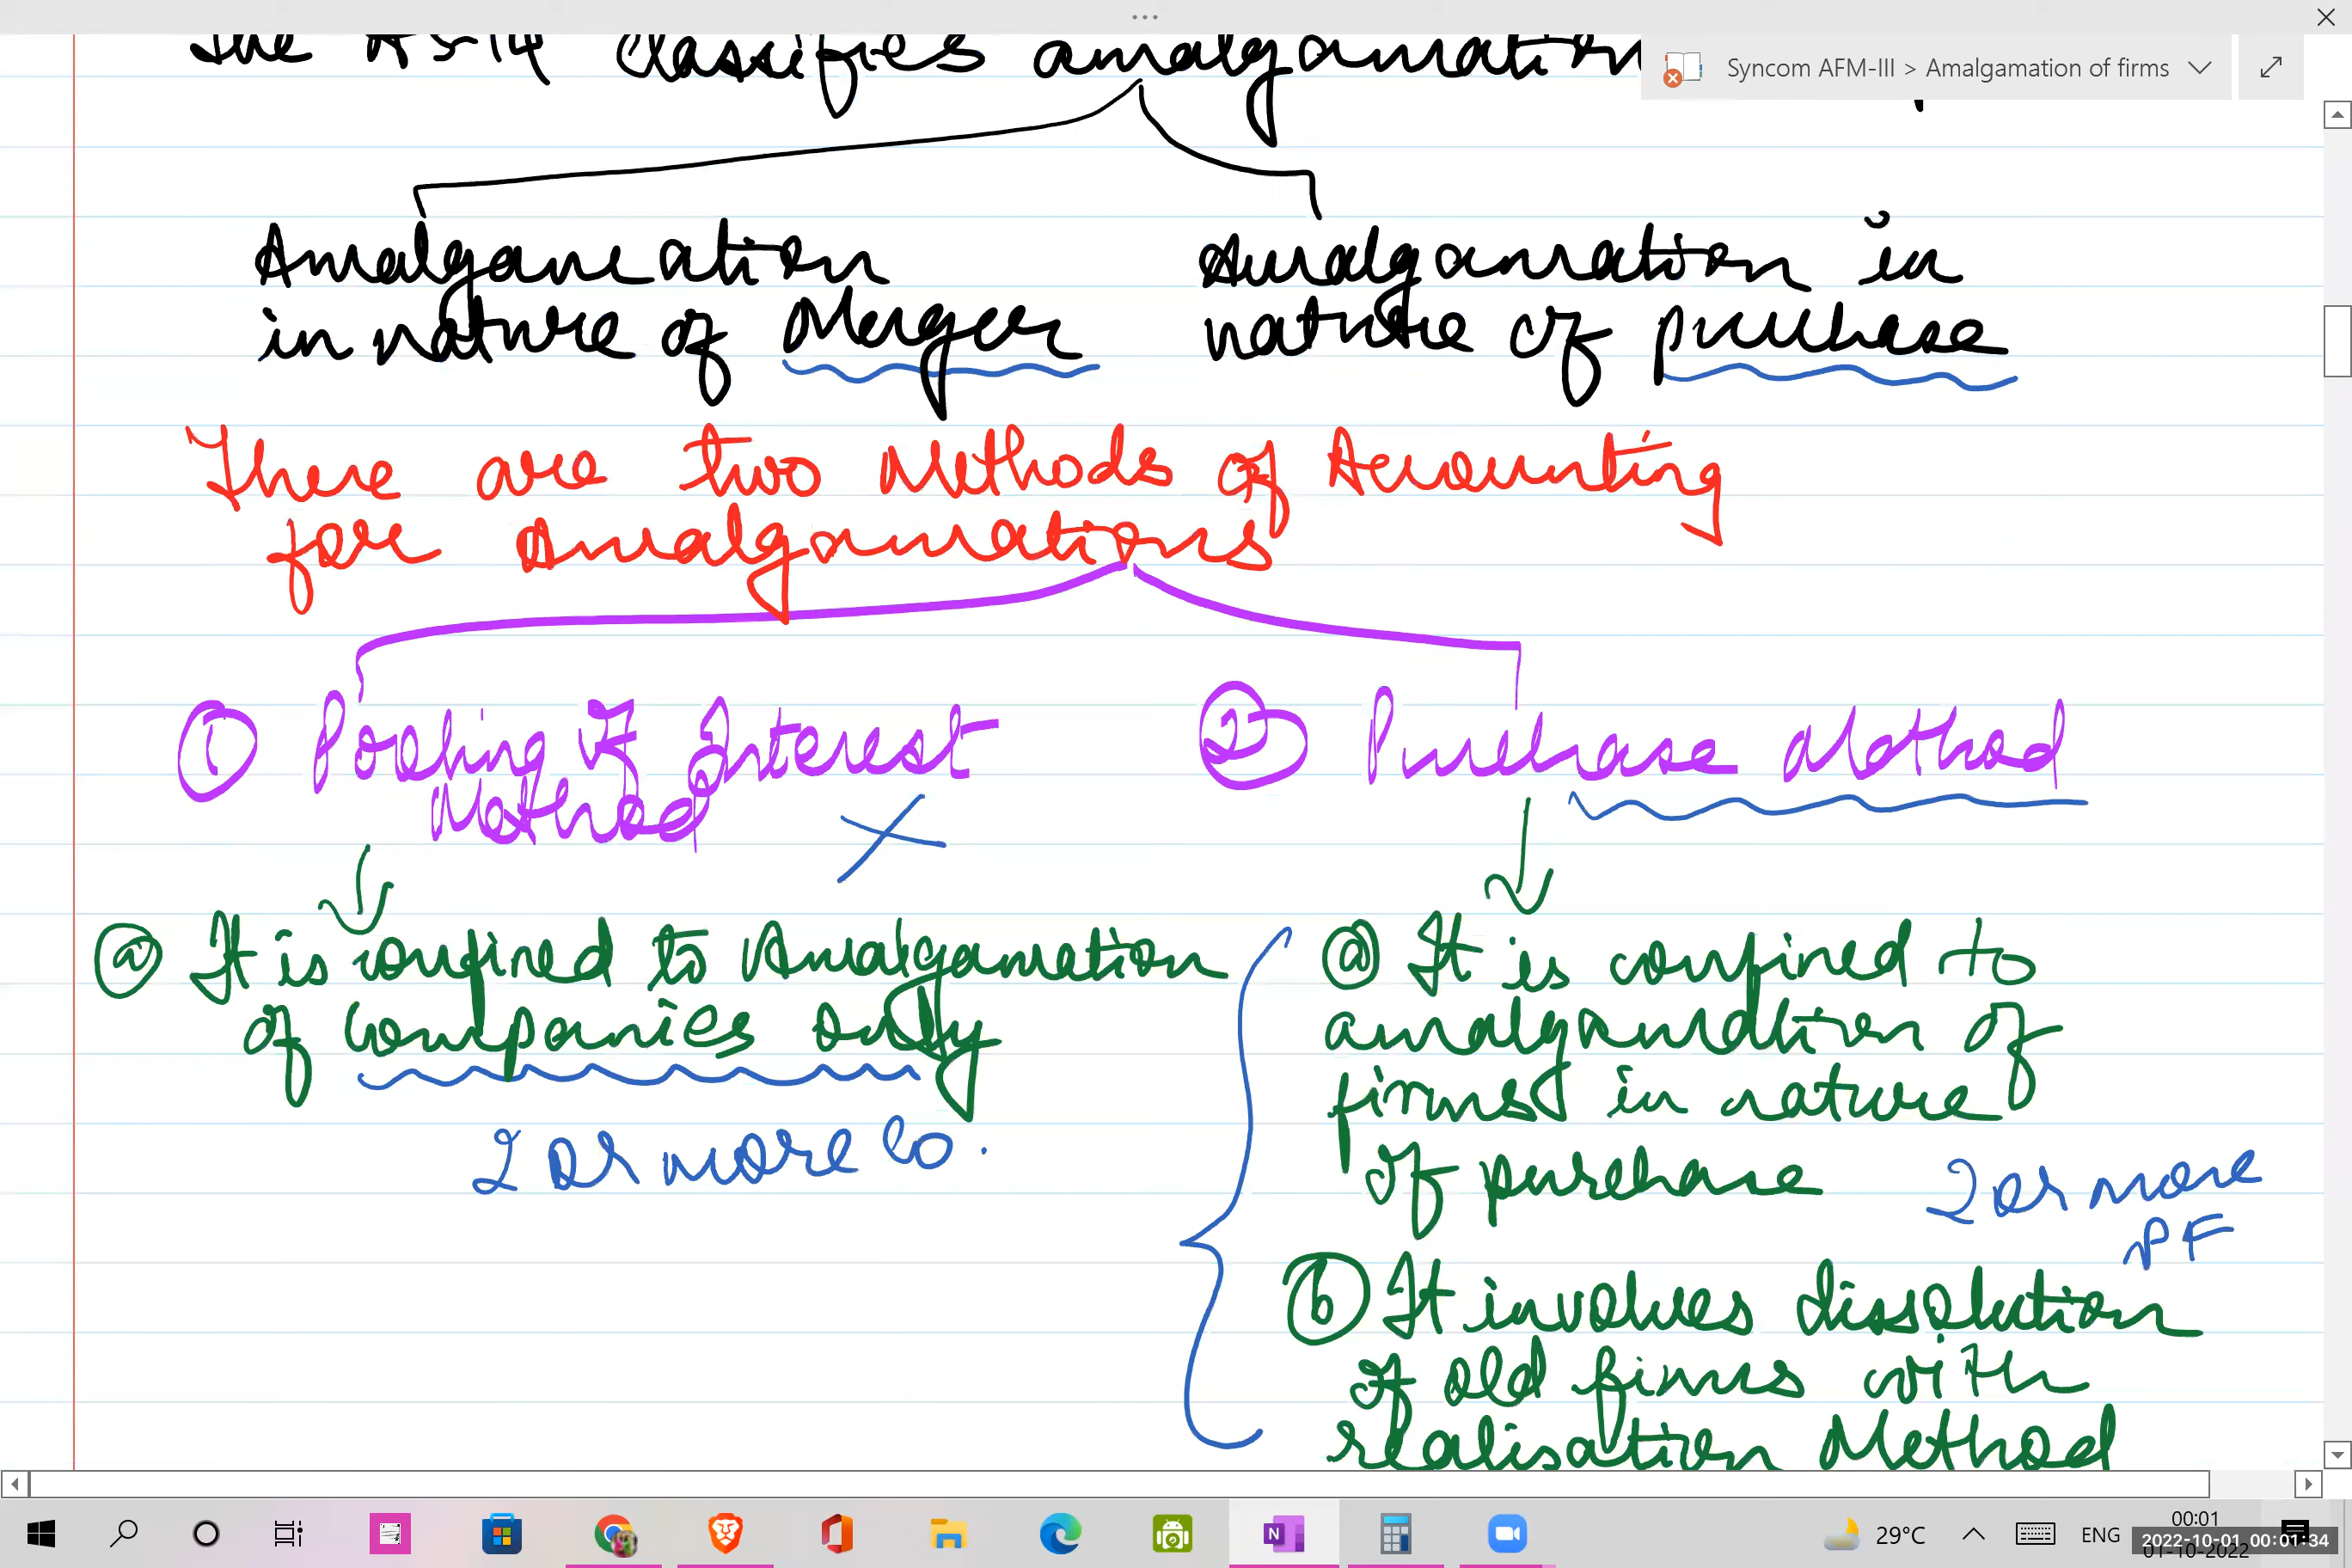 ...
Syncom AFM-III > Amalgamation of firms
The AS-14 classifies amalgamation
Amalgamation
in nature of Merger
Amalgamation in
nature of purchase
There are two Methods of Accounting
for Amalgamations
① Pooling of Interest
Method
X
② Purchase Method
ⓐ It is confined to Amalgamation
of companies only
2 or more Co.
ⓐ It is confined to
amalgamation of
firms in nature
of purchase
2 or more
PF
ⓑ It involves dissolution
of old firms with
realisation Method
29°C
ENG
00:01
2022-10-01 00:01:34
01-10-2022